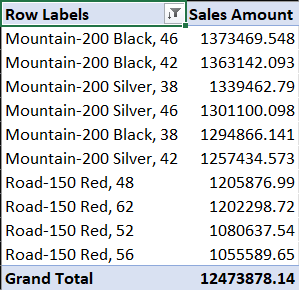 Row Labels Sales Amount
Mountain-200 Black, 46 1373469.548
Mountain-200 Black, 42 1363142.093
Mountain-200 Silver, 38 1339462.79
Mountain-200 Silver, 46 1301100.098
Mountain-200 Black, 38 1294866.141
Mountain-200 Silver, 42 1257434.573
Road-150 Red, 48 1205876.99
Road-150 Red, 62 1202298.72
Road-150 Red, 52 1080637.54
Road-150 Red, 56 1055589.65
Grand Total 12473878.14